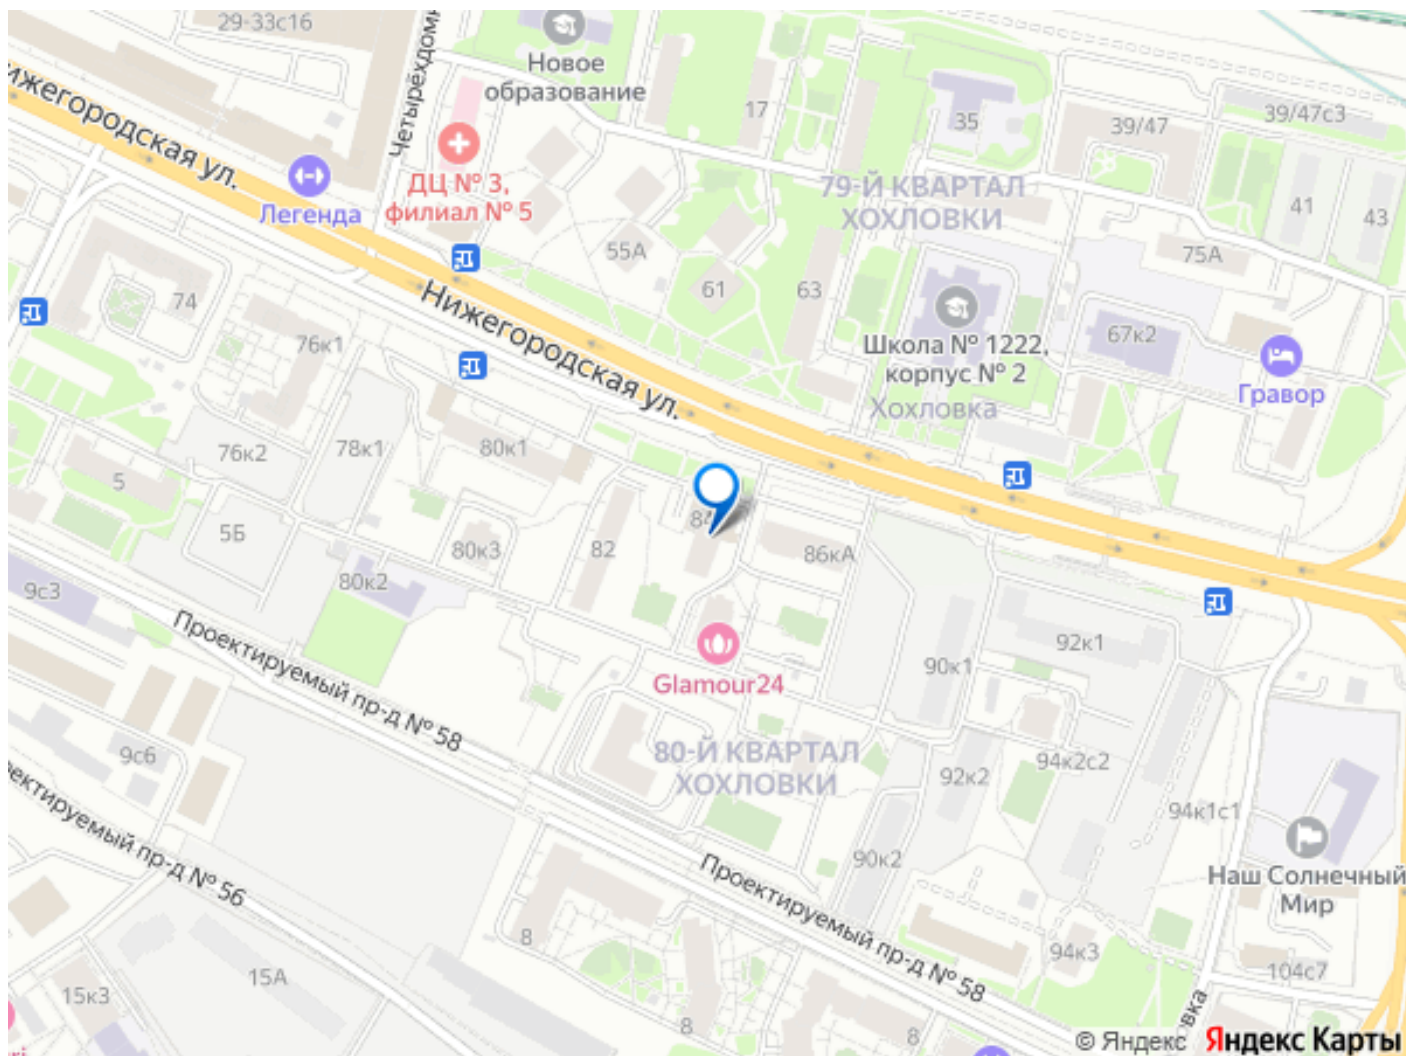 29-33с16
Четырёхдомн
Новое
образование
17
35
39/47
39/47с3
Нижегородская ул.
Легенда
ДЦ № 3,
филиал № 5
79-Й КВАРТАЛ
ХОХЛОВКИ
41
43
55А
75А
61
63
74
76к1
Нижегородская ул.
Школа № 1222,
корпус № 2
67к2
Гравор
Хохловка
76к2
78к1
80к1
5
5Б
80к3
82
84
86кА
9с3
80к2
Проектируемый пр-д № 58
92к1
90к1
Glamour24
80-Й КВАРТАЛ
ХОХЛОВКИ
9с6
92к2
94к2с2
94к1с1
ектируемый пр-д № 56
90к2
Проектируемый пр-д № 58
Наш Солнечный
Мир
8
94к3
104с7
15А
15к3
8
8
вка
© Яндекс Яндекс Карты